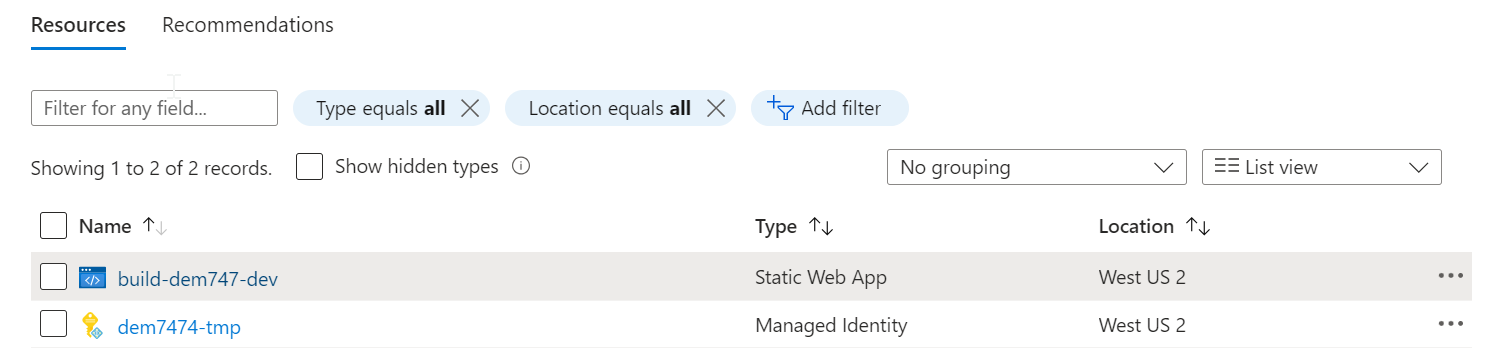 Resources Recommendations
Filter for any field... Type equals all Location equals all Add filter
Showing 1 to 2 of 2 records. Show hidden types No grouping List view
Name Type Location
build-dem747-dev Static Web App West US 2
dem7474-tmp Managed Identity West US 2